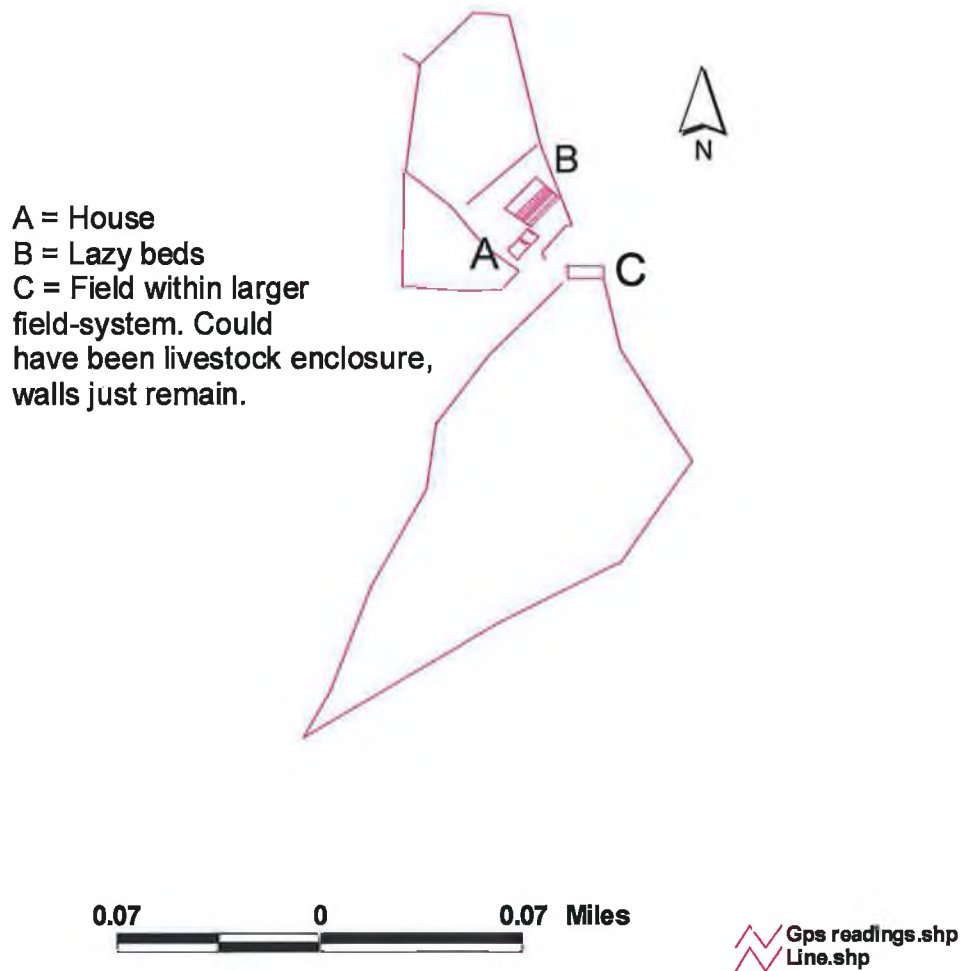 B
N
A = House
B = Lazy beds
C = Field within larger
field-system. Could
have been livestock enclosure,
walls just remain.
A
C
0.07 0 0.07 Miles
Gps readings.shp
Line.shp